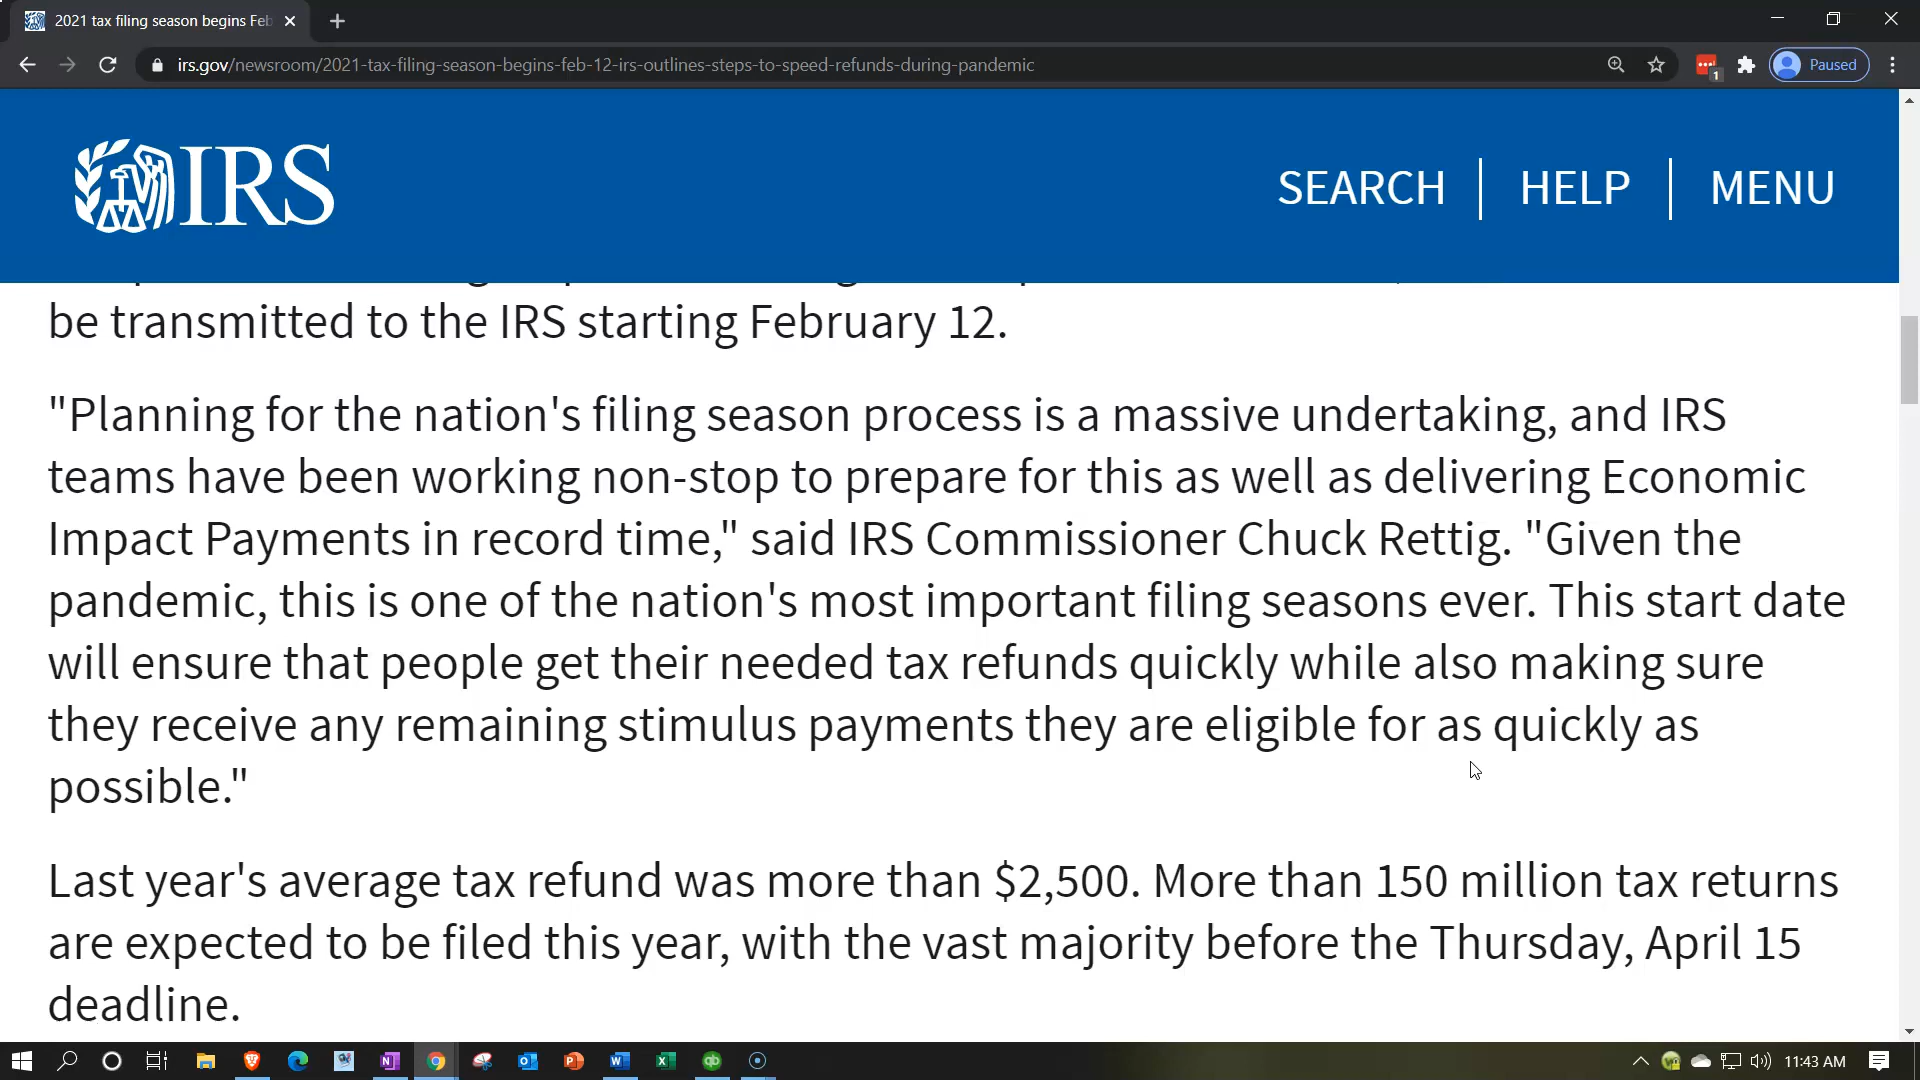 2021 tax filing season begins Feb
irs.gov/newsroom/2021-tax-filing-season-begins-feb-12-irs-outlines-steps-to-speed-refunds-during-pandemic
1
Paused
IRS
SEARCH
HELP
MENU
be transmitted to the IRS starting February 12.
"Planning for the nation's filing season process is a massive undertaking, and IRS
teams have been working non-stop to prepare for this as well as delivering Economic
Impact Payments in record time," said IRS Commissioner Chuck Rettig. "Given the
pandemic, this is one of the nation's most important filing seasons ever. This start date
will ensure that people get their needed tax refunds quickly while also making sure
they receive any remaining stimulus payments they are eligible for as quickly as
possible."
Last year's average tax refund was more than $2,500. More than 150 million tax returns
are expected to be filed this year, with the vast majority before the Thursday, April 15
deadline.
11:43 AM